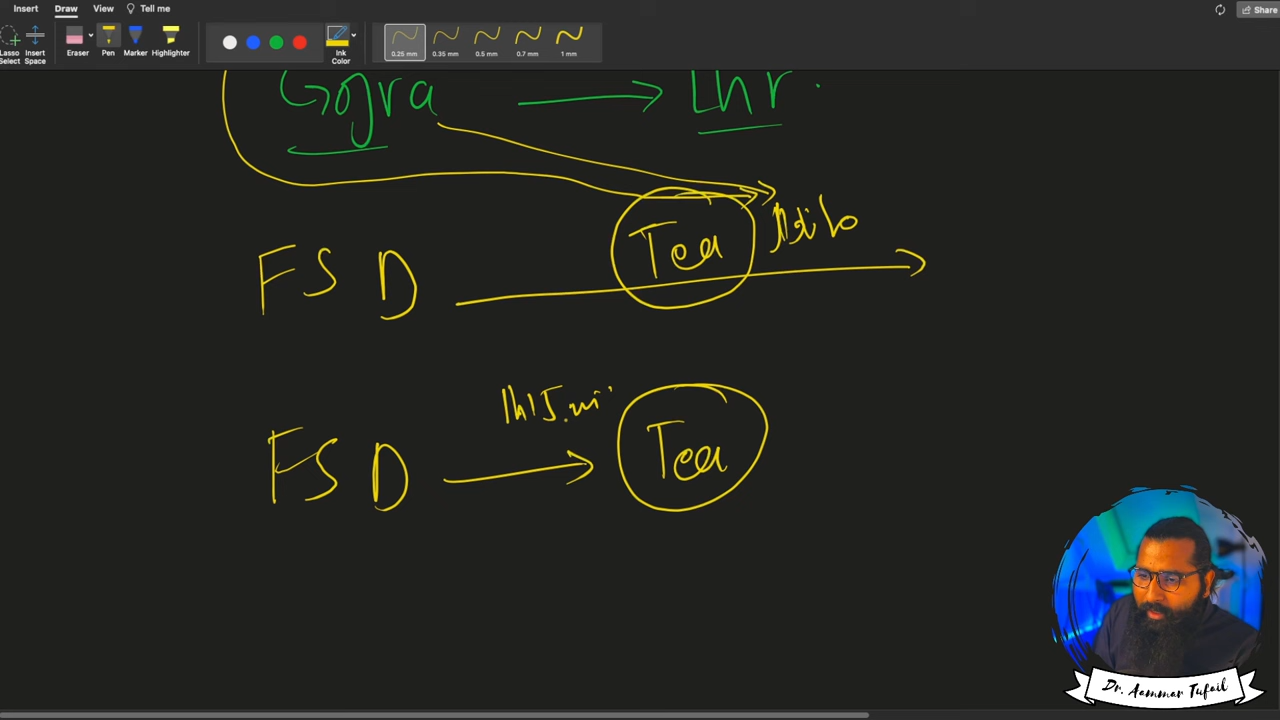 Insert Draw View Tell me
Share
Lasso Select Insert Space Eraser Pen Marker Highlighter Ink Color 0.25 mm 0.35 mm 0.5 mm 0.7 mm 1 mm
Gojra → Lhr.
FSD Tea
FSD → Tea
Dr. Aammar Tufail